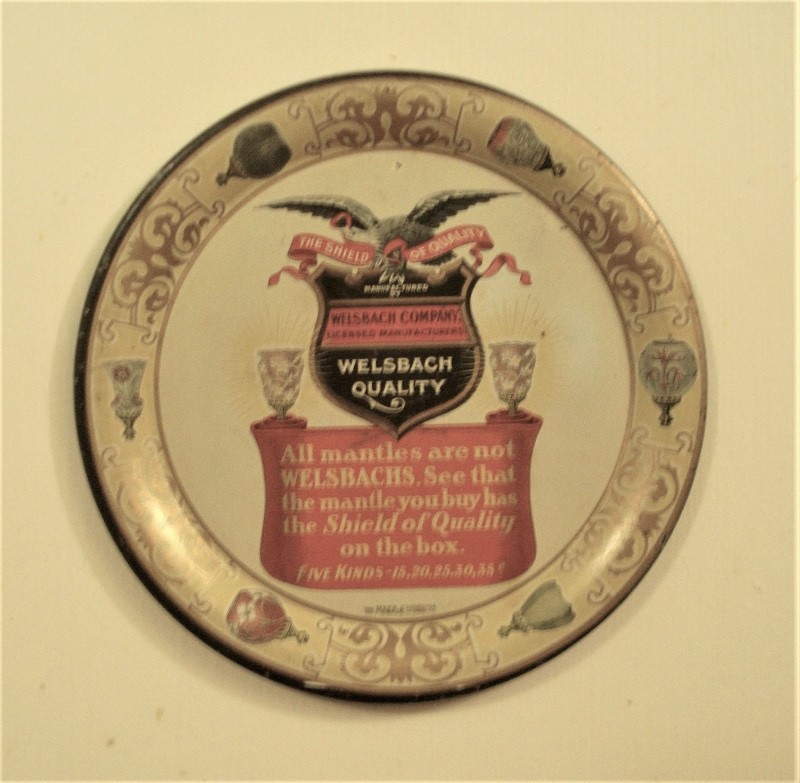 THE SHIELD OF QUALITY
MANUFACTURED
BY
WELSBACH COMPANY,
LICENSED MANUFACTURERS
WELSBACH
QUALITY
All mantles are not
WELSBACHS. See that
the mantle you buy has
the Shield of Quality
on the box.
FIVE KINDS-15,20,25,30,35¢